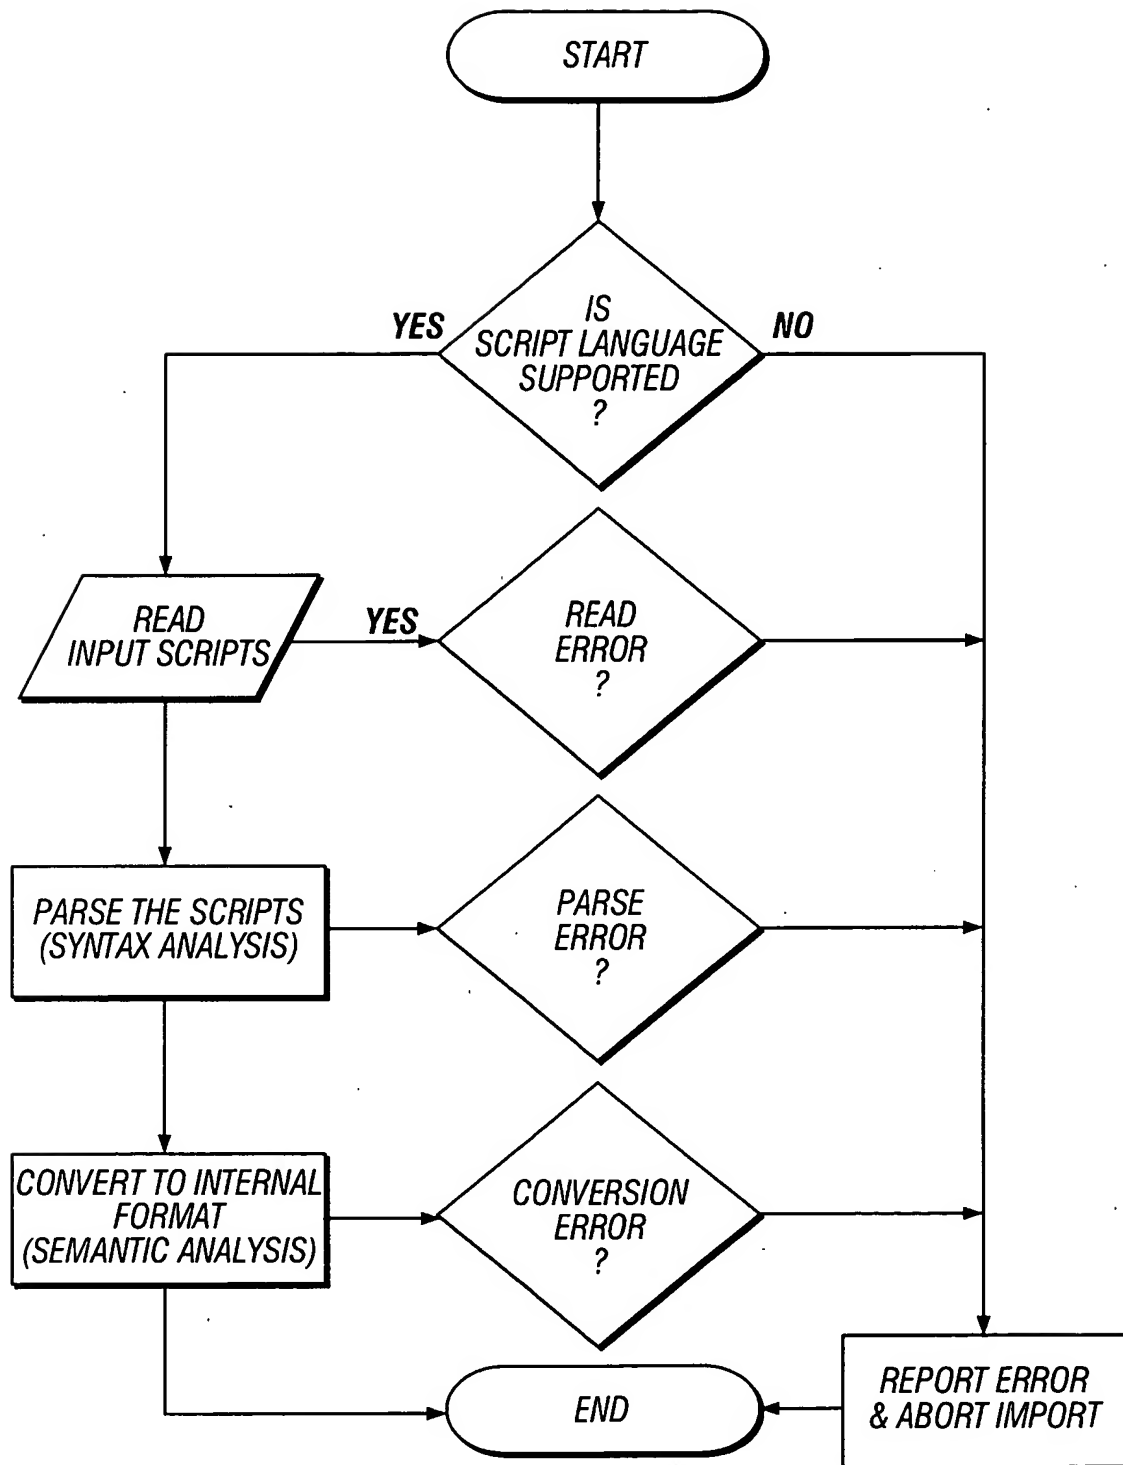 START
IS
SCRIPT LANGUAGE
SUPPORTED
?
YES
NO
READ
INPUT SCRIPTS
YES
READ
ERROR
?
PARSE THE SCRIPTS
(SYNTAX ANALYSIS)
PARSE
ERROR
?
CONVERT TO INTERNAL
FORMAT
(SEMANTIC ANALYSIS)
CONVERSION
ERROR
?
END
REPORT ERROR
& ABORT IMPORT